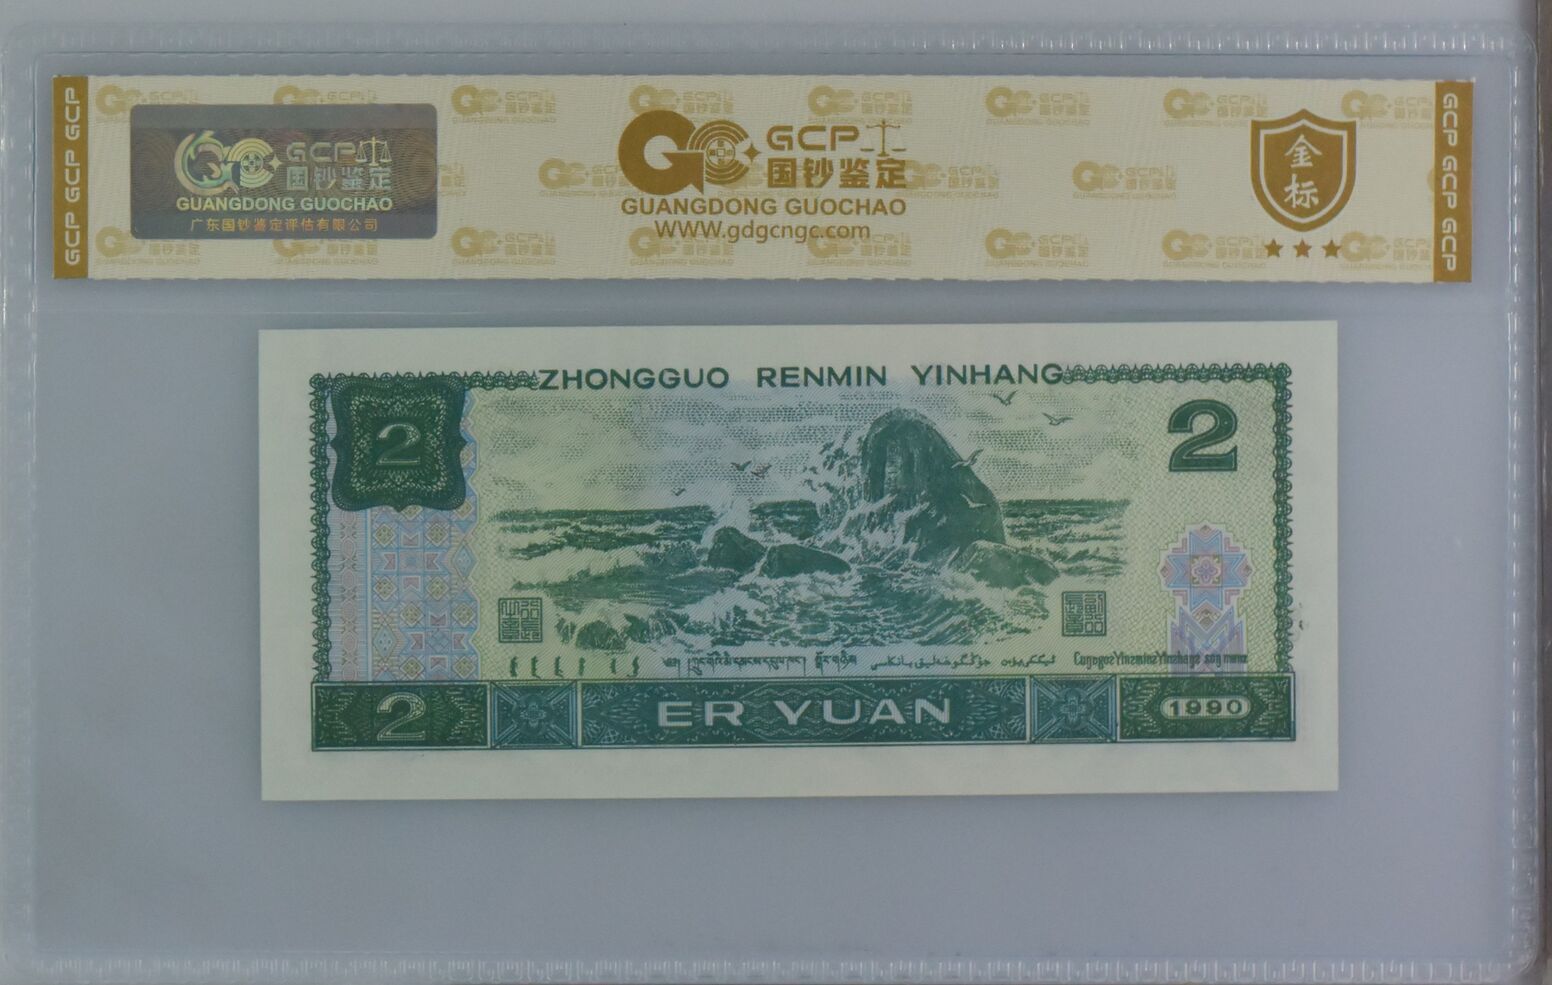 GCP GCP GCP
GCP
国钞鉴定
GUANGDONG GUOCHAO
广东国钞鉴定评估有限公司
GCP
国钞鉴定
GUANGDONG GUOCHAO
WWW.gdgcngc.com
金
标
GCP GCP GCP
ZHONGGUO RENMIN YINHANG
2
2
2
ER YUAN
1990